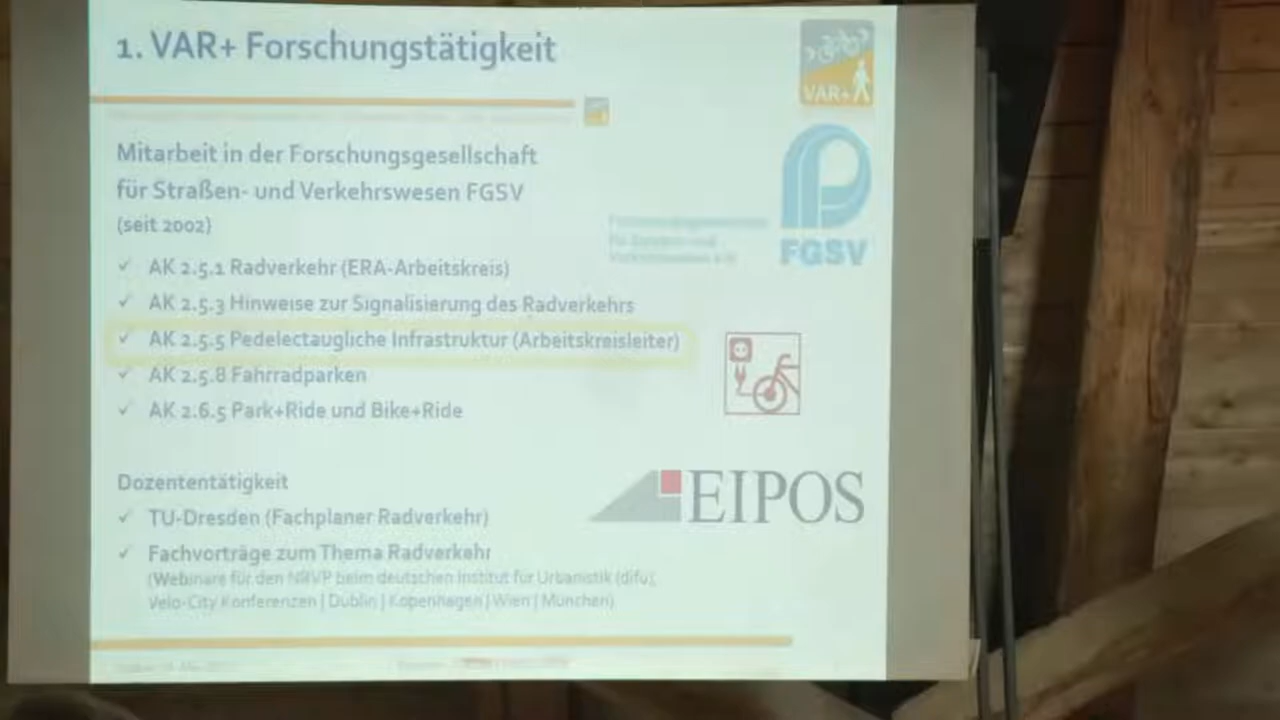 1. VAR+ Forschungstätigkeit
VAR+
Mitarbeit in der Forschungsgesellschaft
für Straßen- und Verkehrswesen FGSV
(seit 2002)
FGSV
✓ AK 2.5.1 Radverkehr (ERA-Arbeitskreis)
✓ AK 2.5.3 Hinweise zur Signalisierung des Radverkehrs
✓ AK 2.5.5 Pedelectaugliche Infrastruktur (Arbeitskreisleiter)
✓ AK 2.5.8 Fahrradparken
✓ AK 2.6.5 Park+Ride und Bike+Ride
Dozententätigkeit
EIPOS
✓ TU-Dresden (Fachplaner Radverkehr)
✓ Fachvorträge zum Thema Radverkehr
(Webinare für den NRVP beim deutschen Institut für Urbanistik (difu),
Velo-City Konferenzen | Dublin | Kopenhagen | Wien | München)